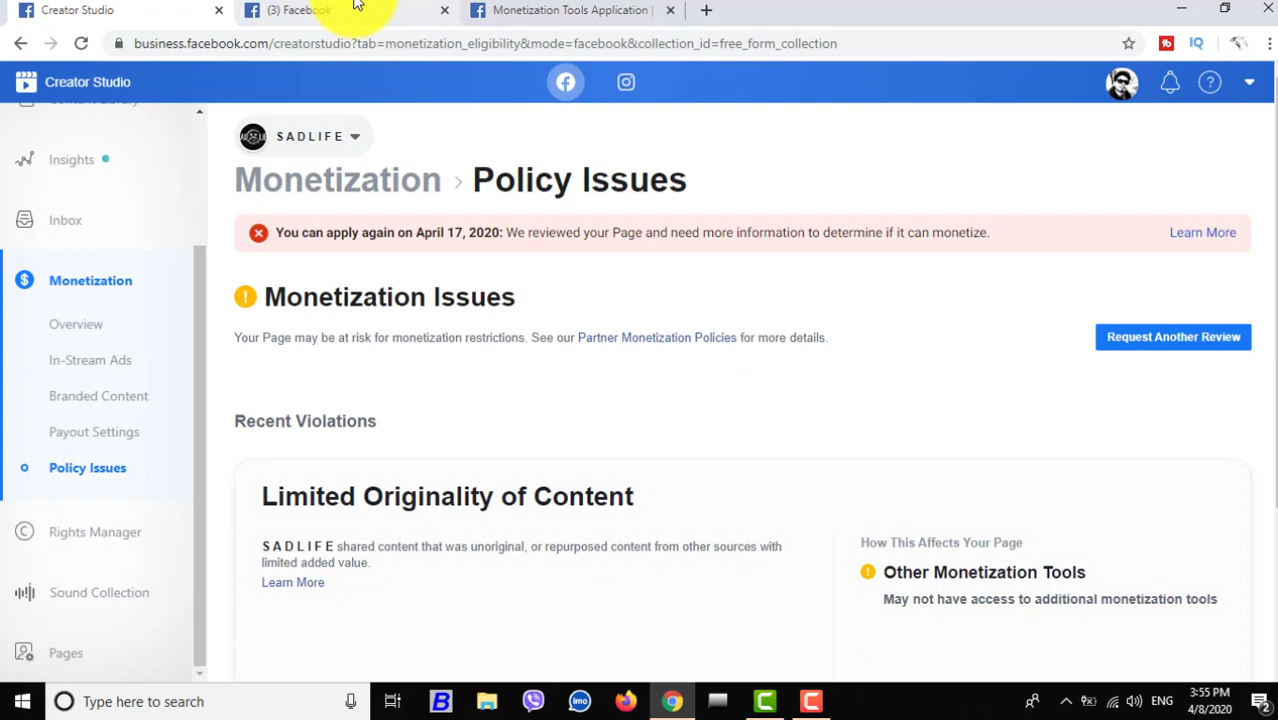 Creator Studio
(3) Facebook
Monetization Tools Application |
business.facebook.com/creatorstudio?tab=monetization_eligibility&mode=facebook&collection_id=free_form_collection
Creator Studio
SADLIFE
Monetization > Policy Issues
You can apply again on April 17, 2020: We reviewed your Page and need more information to determine if it can monetize.
Learn More
Monetization Issues
Your Page may be at risk for monetization restrictions. See our Partner Monetization Policies for more details.
Request Another Review
Recent Violations
Limited Originality of Content
S A D L I F E shared content that was unoriginal, or repurposed content from other sources with
limited added value.
Learn More
How This Affects Your Page
Other Monetization Tools
May not have access to additional monetization tools
Content Library
Insights
Inbox
Monetization
Overview
In-Stream Ads
Branded Content
Payout Settings
Policy Issues
Rights Manager
Sound Collection
Pages
Type here to search
ENG
3:55 PM
4/8/2020
2